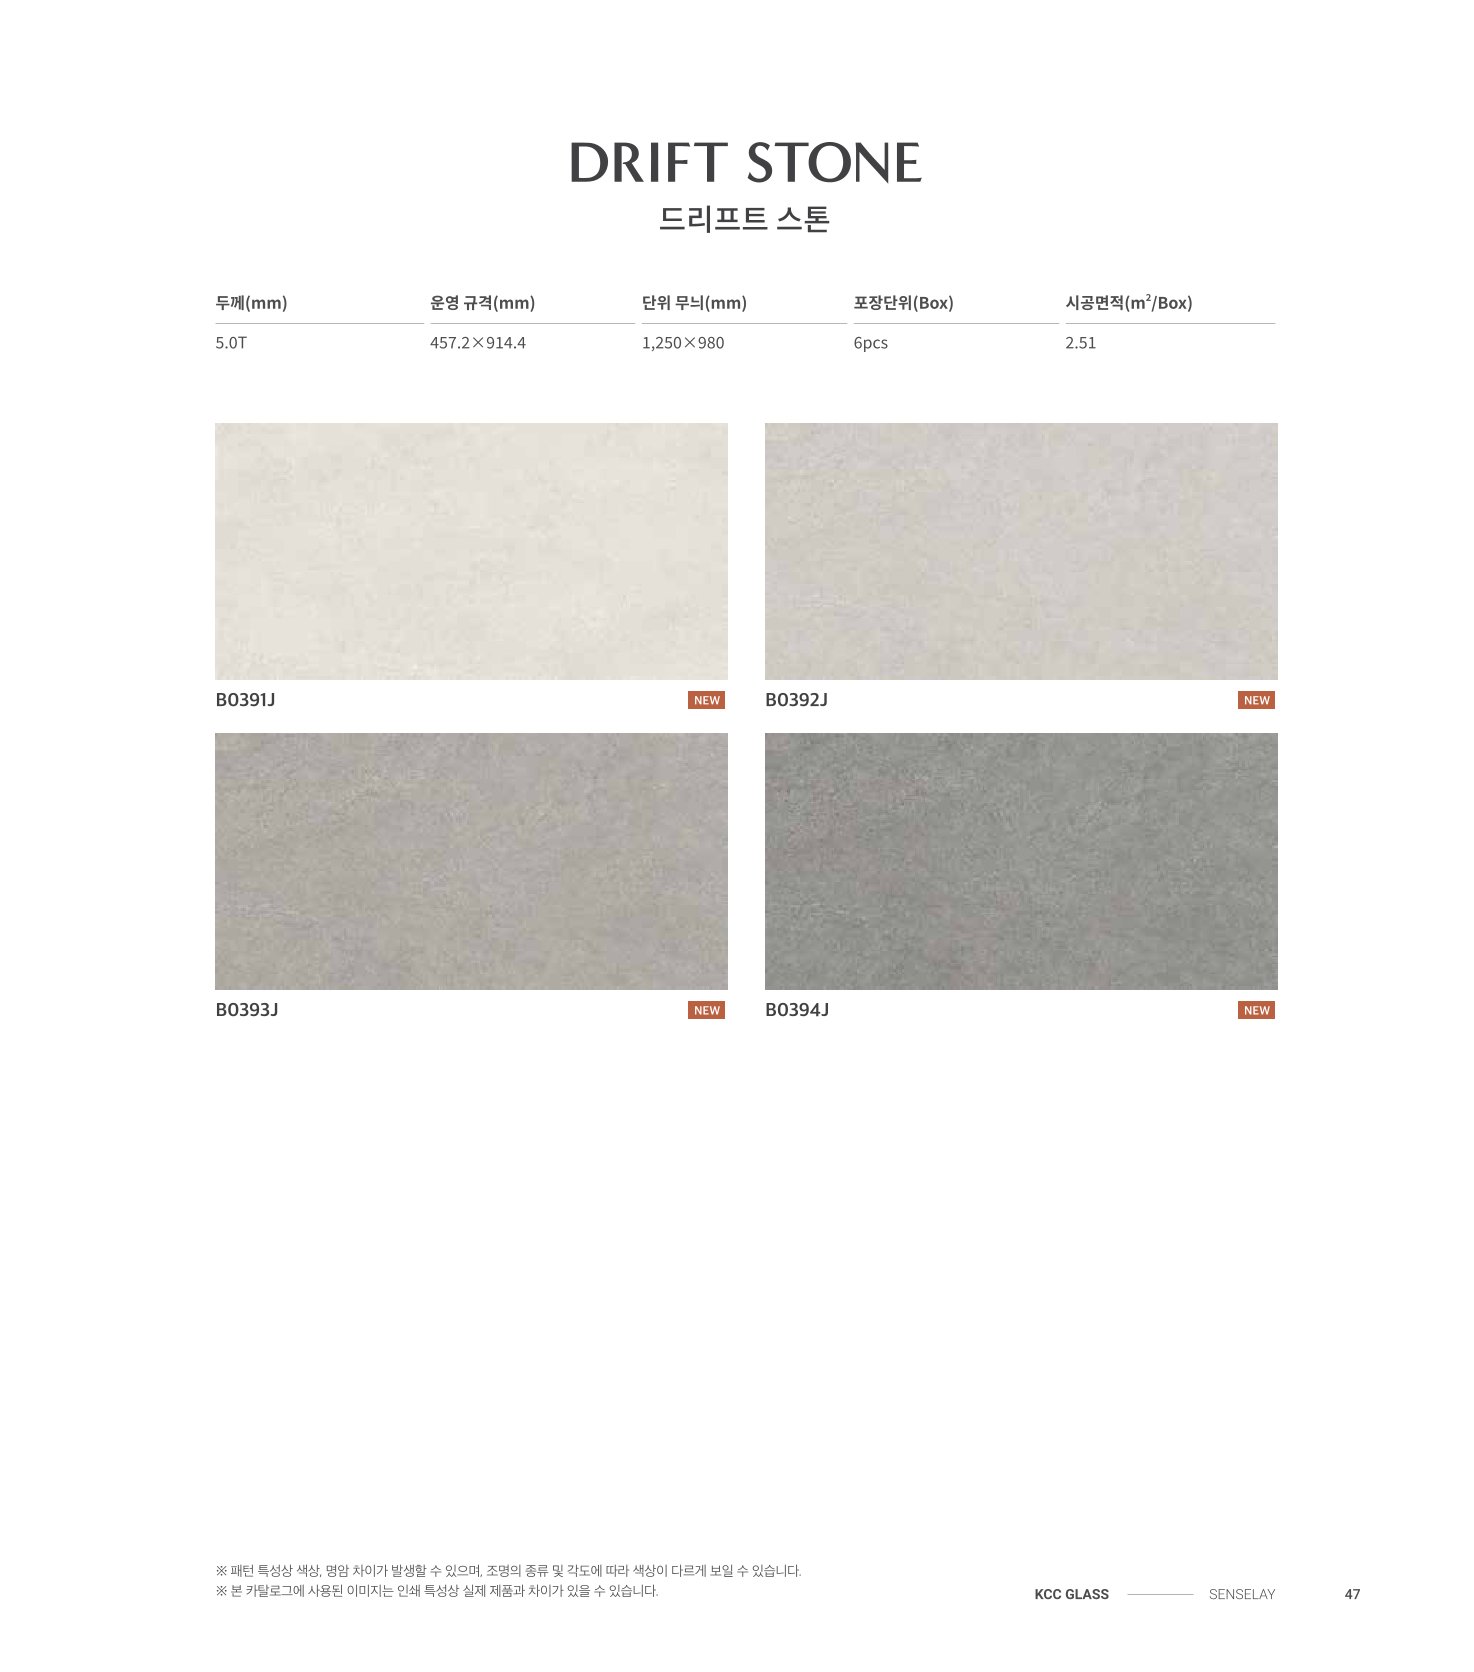 DRIFT STONE
드리프트 스톤
두께(mm) 운영 규격(mm) 단위 무늬(mm) 포장단위(Box) 시공면적(m²/Box)
5.0T 457.2×914.4 1,250×980 6pcs 2.51
BO391J NEW BO392J NEW
BO393J NEW BO394J NEW
※ 패턴 특성상 색상, 명암 차이가 발생할 수 있으며, 조명의 종류 및 각도에 따라 색상이 다르게 보일 수 있습니다.
※ 본 카탈로그에 사용된 이미지는 인쇄 특성상 실제 제품과 차이가 있을 수 있습니다.
KCC GLASS SENSELAY 47